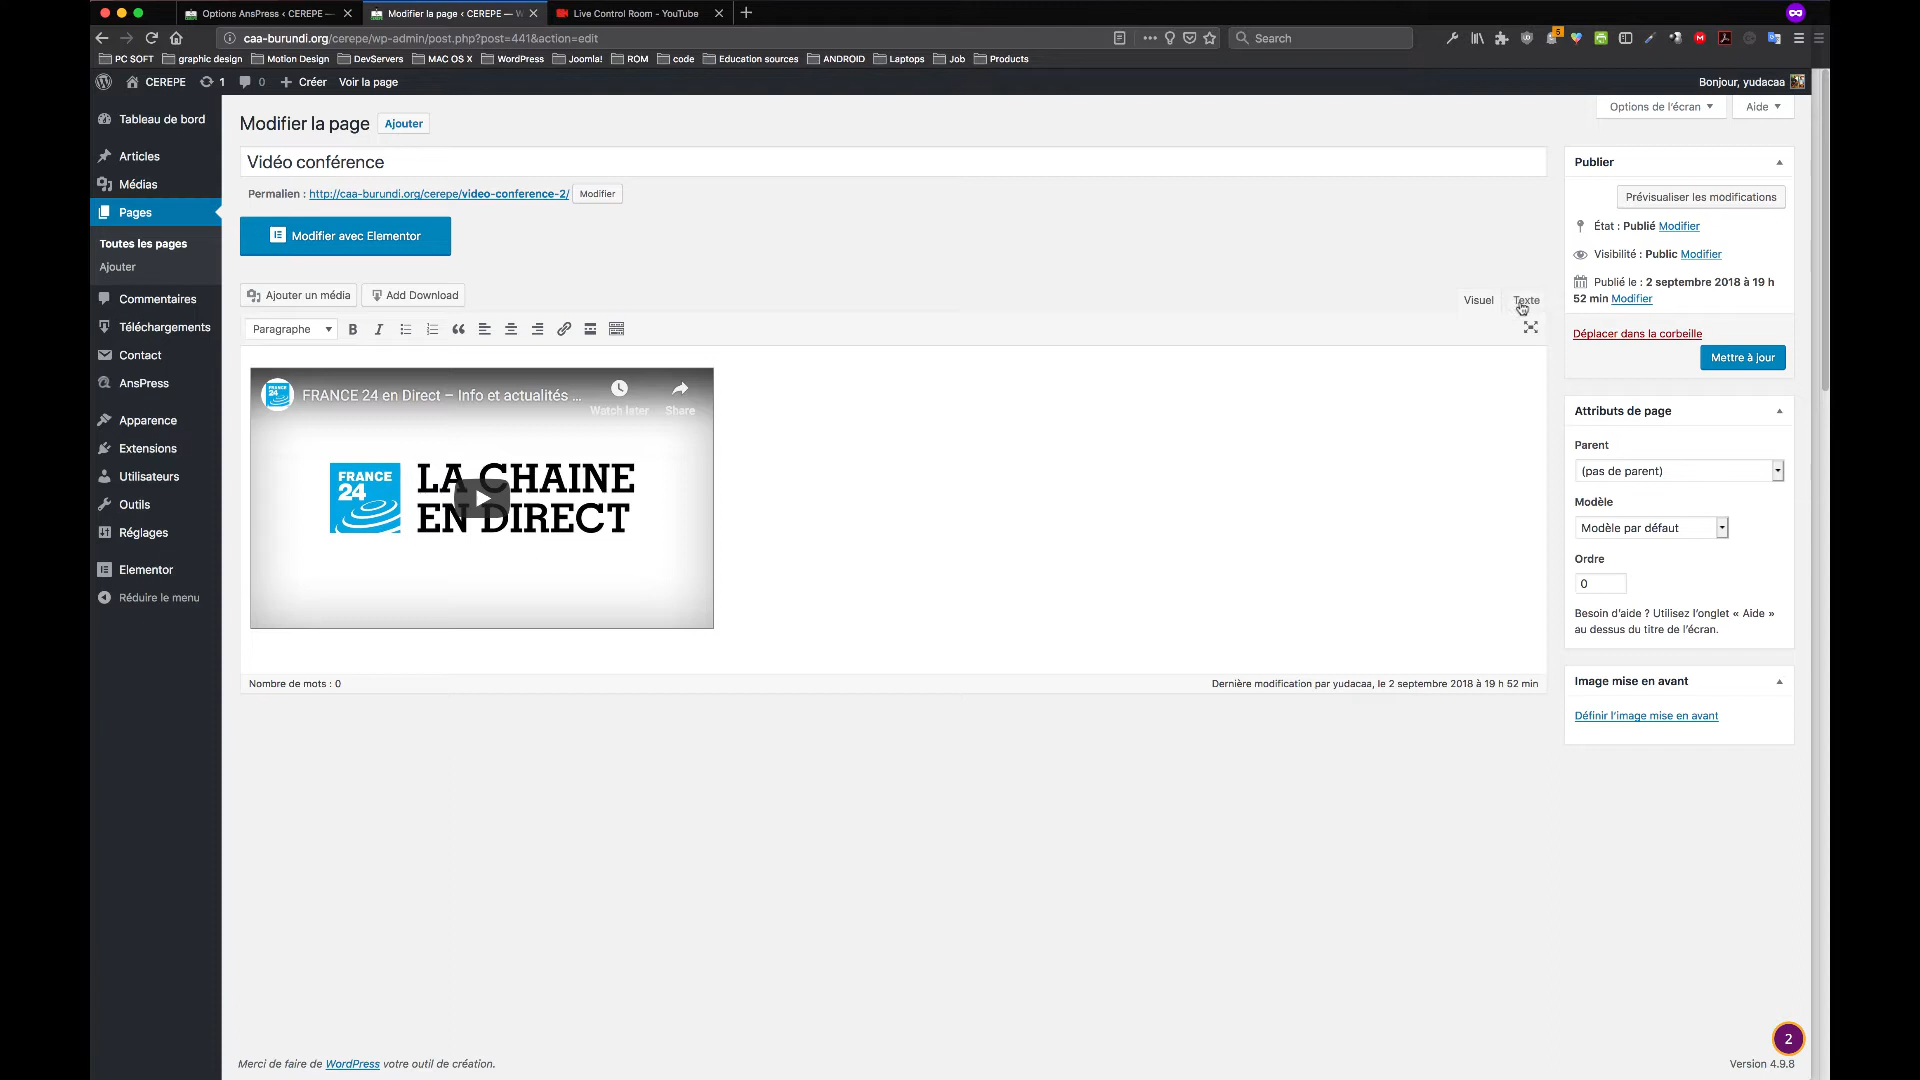 Options AnsPress ‹ CEREPE —
Modifier la page ‹ CEREPE — W
Live Control Room - YouTube
caa-burundi.org/cerepe/wp-admin/post.php?post=441&action=edit
Search
5
PC SOFT
graphic design
Motion Design
DevServers
MAC OS X
WordPress
Joomla!
ROM
code
Education sources
ANDROID
Laptops
Job
Products
CEREPE
1
0
Créer
Voir la page
Bonjour, yudacaa
Tableau de bord
Articles
Médias
Pages
Toutes les pages
Ajouter
Commentaires
Téléchargements
Contact
AnsPress
Apparence
Extensions
Utilisateurs
Outils
Réglages
Elementor
Réduire le menu
Options de l'écran
Aide
Modifier la page
Ajouter
Vidéo conférence
Permalien : http://caa-burundi.org/cerepe/video-conference-2/ Modifier
Modifier avec Elementor
Ajouter un média
Add Download
Visuel
Texte
Paragraphe
FRANCE 24
FRANCE 24 en Direct – Info et actualités ...
Watch later
Share
FRANCE 24
LA CHAINE
EN DIRECT
Nombre de mots : 0
Dernière modification par yudacaa, le 2 septembre 2018 à 19 h 52 min
Publier
Prévisualiser les modifications
État : Publié Modifier
Visibilité : Public Modifier
Publié le : 2 septembre 2018 à 19 h
52 min Modifier
Déplacer dans la corbeille
Mettre à jour
Attributs de page
Parent
(pas de parent)
Modèle
Modèle par défaut
Ordre
0
Besoin d'aide ? Utilisez l'onglet « Aide »
au dessus du titre de l'écran.
Image mise en avant
Définir l'image mise en avant
2
Merci de faire de WordPress votre outil de création.
Version 4.9.8